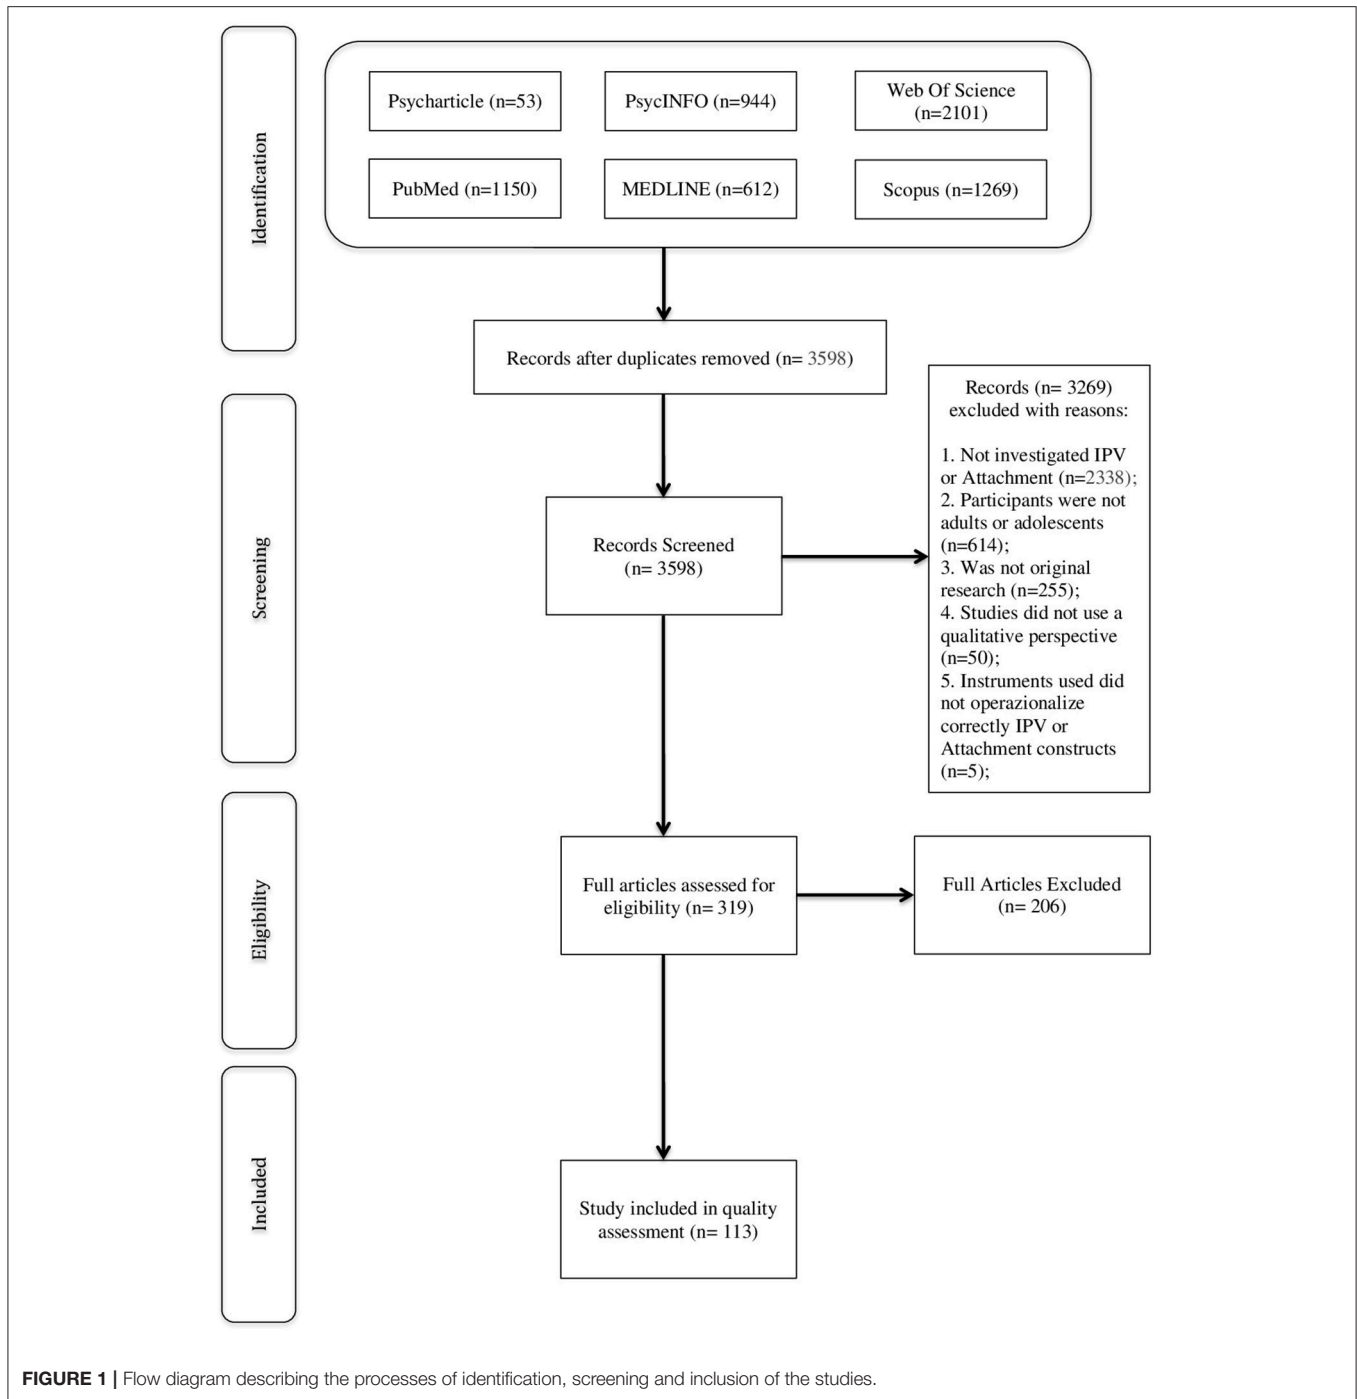 Identification
Psycharticle (n=53)
PsycINFO (n=944)
Web Of Science
(n=2101)
PubMed (n=1150)
MEDLINE (n=612)
Scopus (n=1269)
Records after duplicates removed (n= 3598)
Screening
Records Screened
(n= 3598)
Records (n= 3269)
excluded with reasons:
1. Not investigated IPV
or Attachment (n=2338);
2. Participants were not
adults or adolescents
(n=614);
3. Was not original
research (n=255);
4. Studies did not use a
qualitative perspective
(n=50);
5. Instruments used did
not operazionalize
correctly IPV or
Attachment constructs
(n=5);
Eligibility
Full articles assessed for
eligibility (n= 319)
Full Articles Excluded
(n= 206)
Included
Study included in quality
assessment (n= 113)
FIGURE 1 | Flow diagram describing the processes of identification, screening and inclusion of the studies.